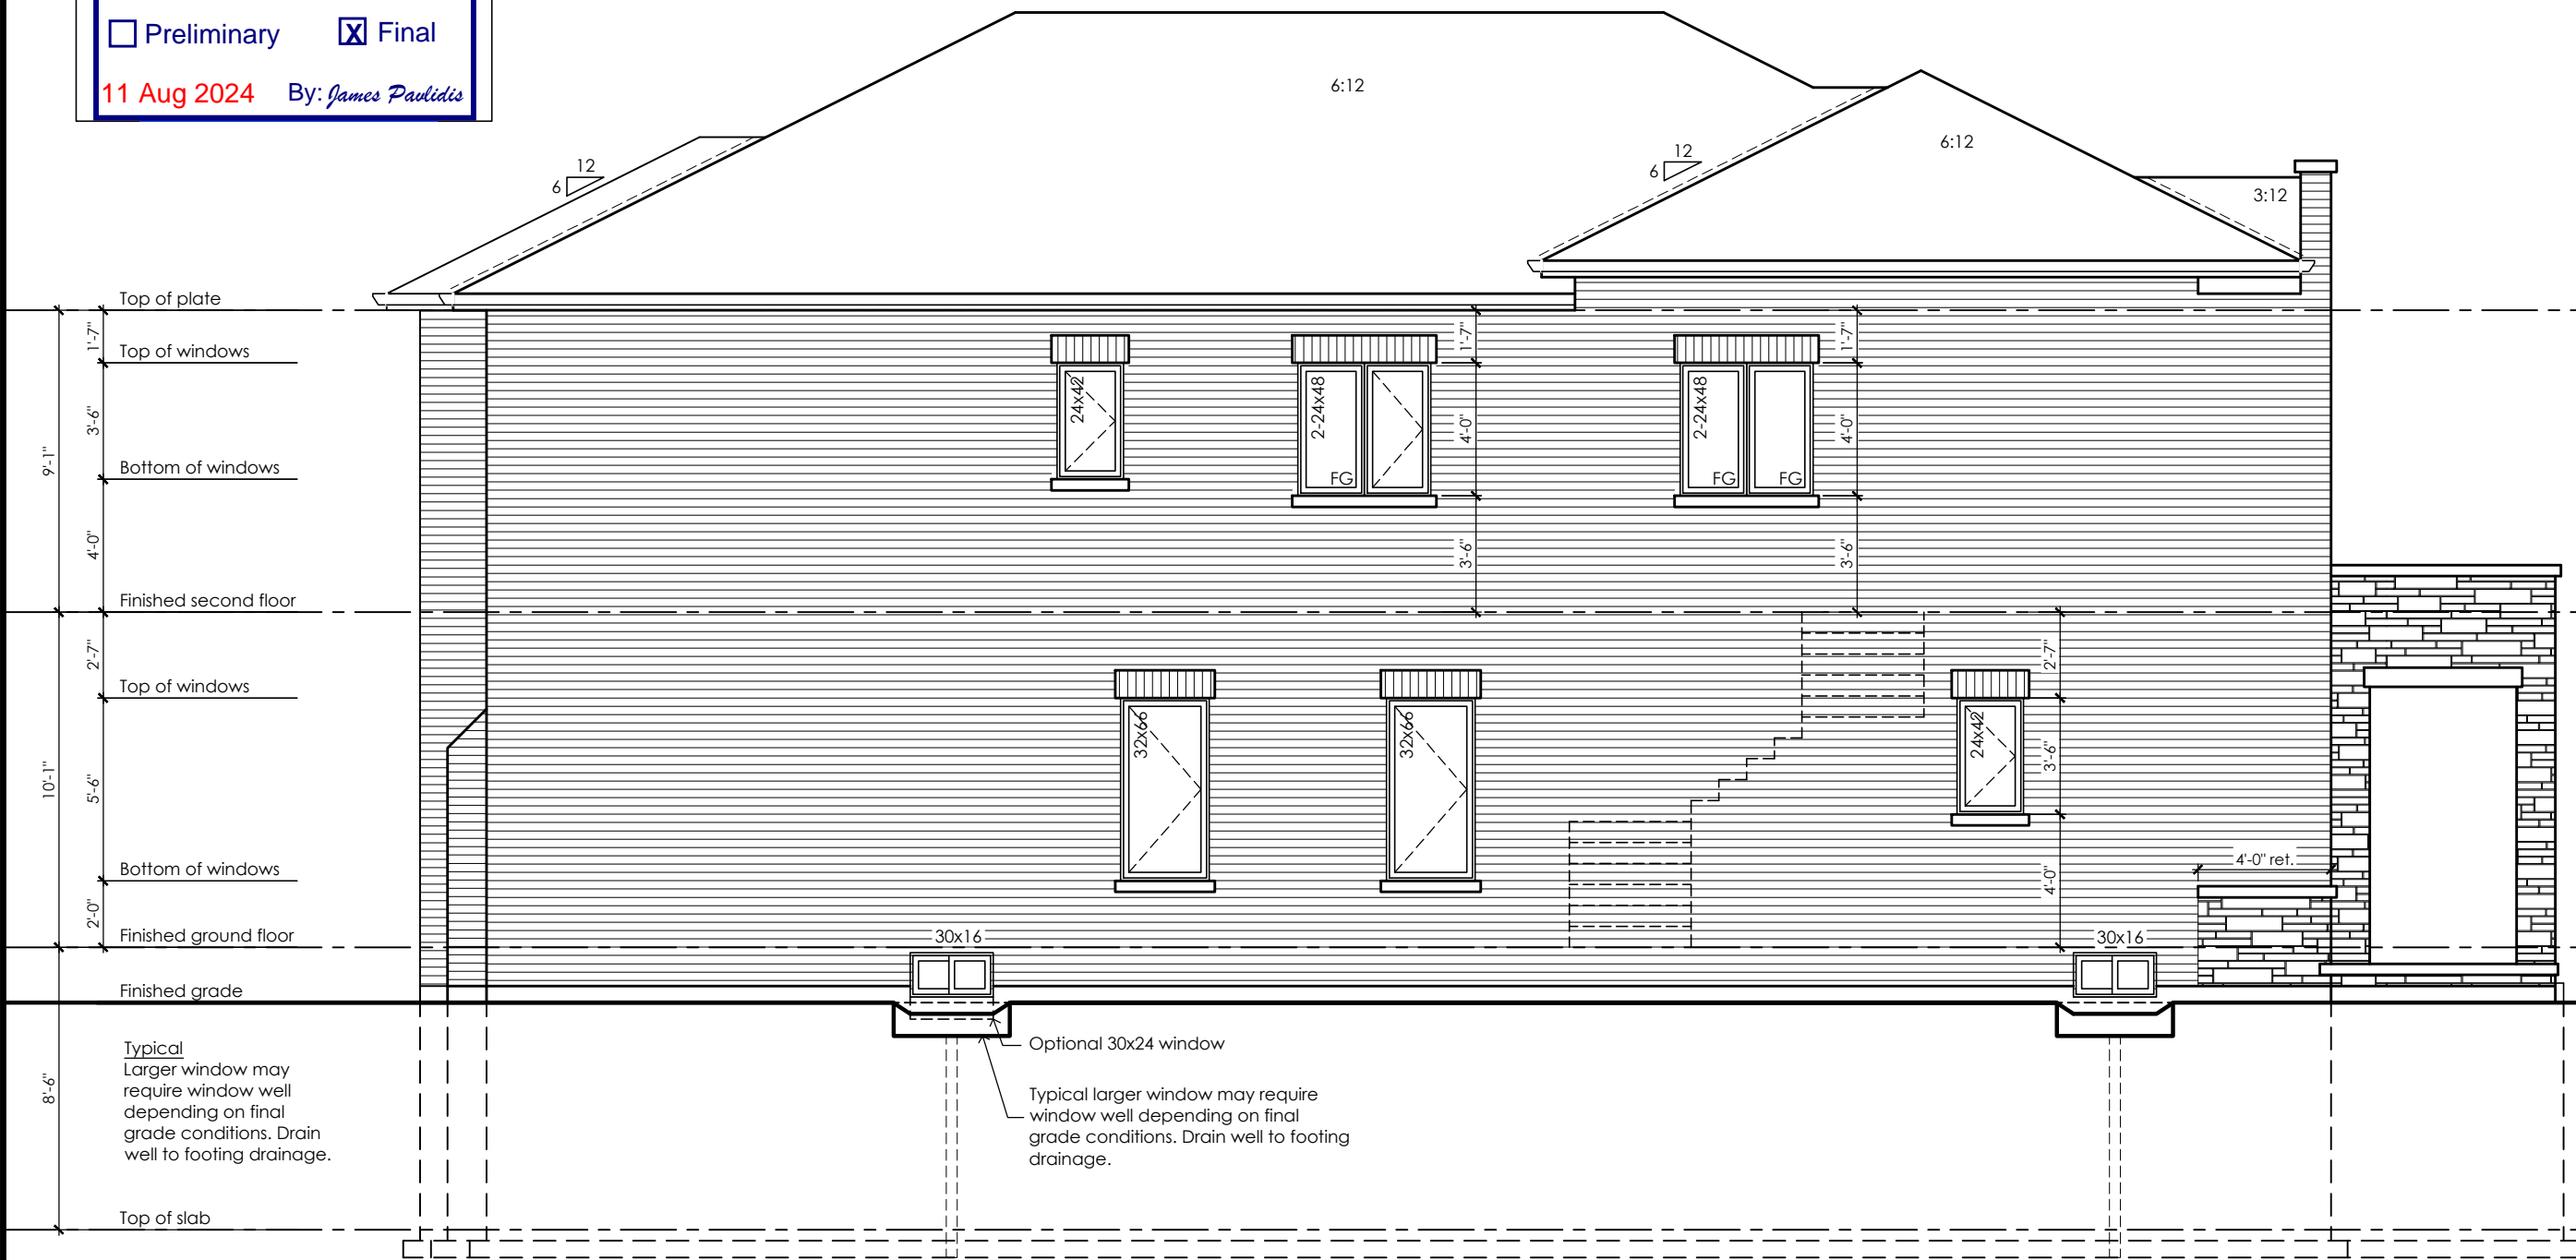 Preliminary
X Final
11 Aug 2024 By: James Pavlidis
6:12
12
6
12
6
6:12
3:12
Top of plate
1'-7"
Top of windows
3'-6"
9'-1"
Bottom of windows
4'-0"
Finished second floor
2'-7"
Top of windows
10'-1"
5'-6"
Bottom of windows
2'-0"
Finished ground floor
Finished grade
8'-6"
Top of slab
24x42
2-24x48
FG
1'-7"
4'-0"
3'-6"
2-24x48
FG
FG
1'-7"
4'-0"
3'-6"
32x66
32x66
24x42
2'-7"
3'-6"
4'-0"
4'-0" ret.
30x16
30x16
Typical
Larger window may
require window well
depending on final
grade conditions. Drain
well to footing drainage.
Optional 30x24 window
Typical larger window may require
window well depending on final
grade conditions. Drain well to footing
drainage.